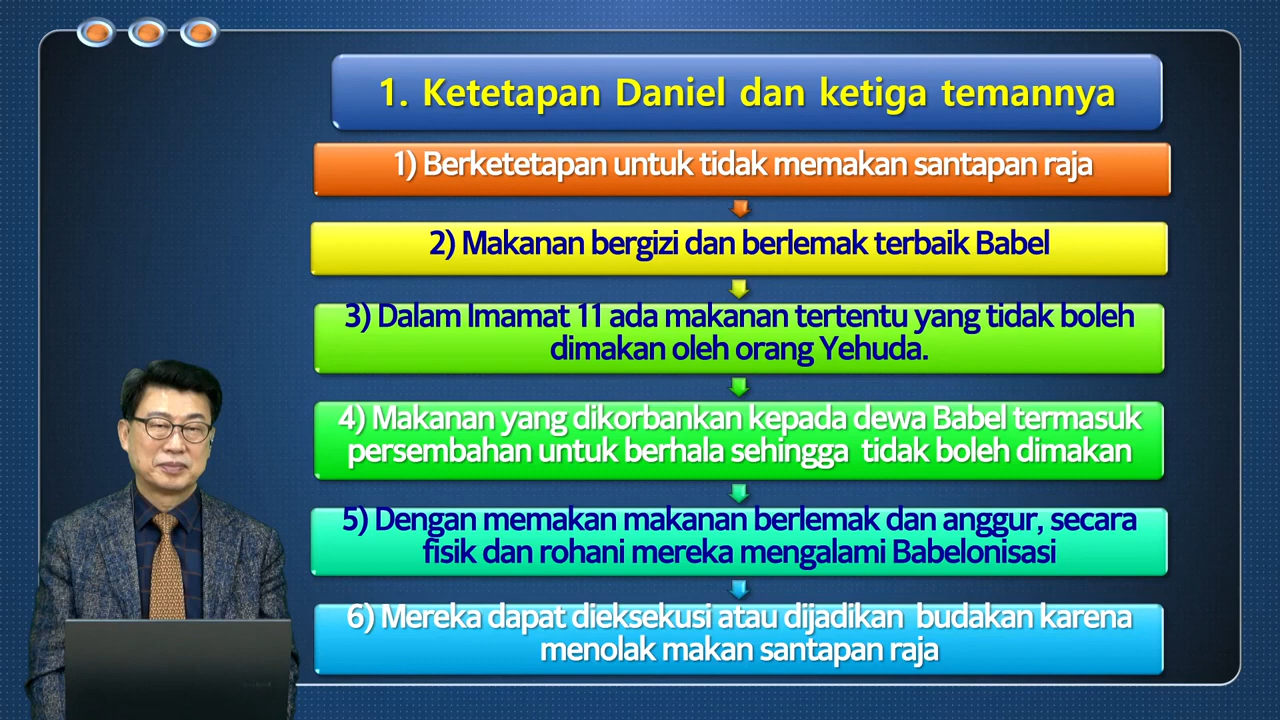 1. Ketetapan Daniel dan ketiga temannya
1) Berketetapan untuk tidak memakan santapan raja
2) Makanan bergizi dan berlemak terbaik Babel
3) Dalam Imamat 11 ada makanan tertentu yang tidak boleh
dimakan oleh orang Yehuda.
4) Makanan yang dikorbankan kepada dewa Babel termasuk
persembahan untuk berhala sehingga tidak boleh dimakan
5) Dengan memakan makanan berlemak dan anggur, secara
fisik dan rohani mereka mengalami Babelonisasi
6) Mereka dapat dieksekusi atau dijadikan budakan karena
menolak makan santapan raja